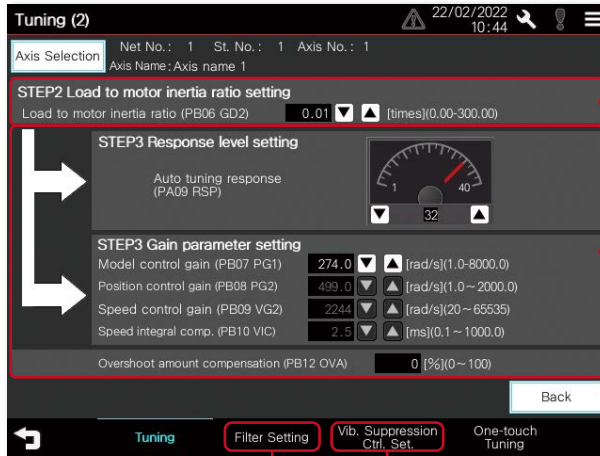 Tuning (2)
22/02/2022
10:44
Axis Selection
Net No.: 1 St. No.: 1 Axis No.: 1
Axis Name:Axis name 1
STEP2 Load to motor inertia ratio setting
Load to motor inertia ratio (PB06 GD2) 0.01 ▼ ▲ [times](0.00-300.00)
STEP3 Response level setting
Auto tuning response
(PA09 RSP)
1 40
▼ 32 ▲
STEP3 Gain parameter setting
Model control gain (PB07 PG1) 274.0 ▼ ▲ [rad/s](1.0-8000.0)
Position control gain (PB08 PG2) 499.0 ▼ ▲ [rad/s](1.0~2000.0)
Speed control gain (PB09 VG2) 2244 ▼ ▲ [rad/s](20~65535)
Speed integral comp. (PB10 VIC) 2.5 ▼ ▲ [ms](0.1~1000.0)
Overshoot amount compensation (PB12 OVA) 0 [%](0~100)
Back
Tuning
Filter Setting
Vib. Suppression
Ctrl. Set.
One-touch
Tuning